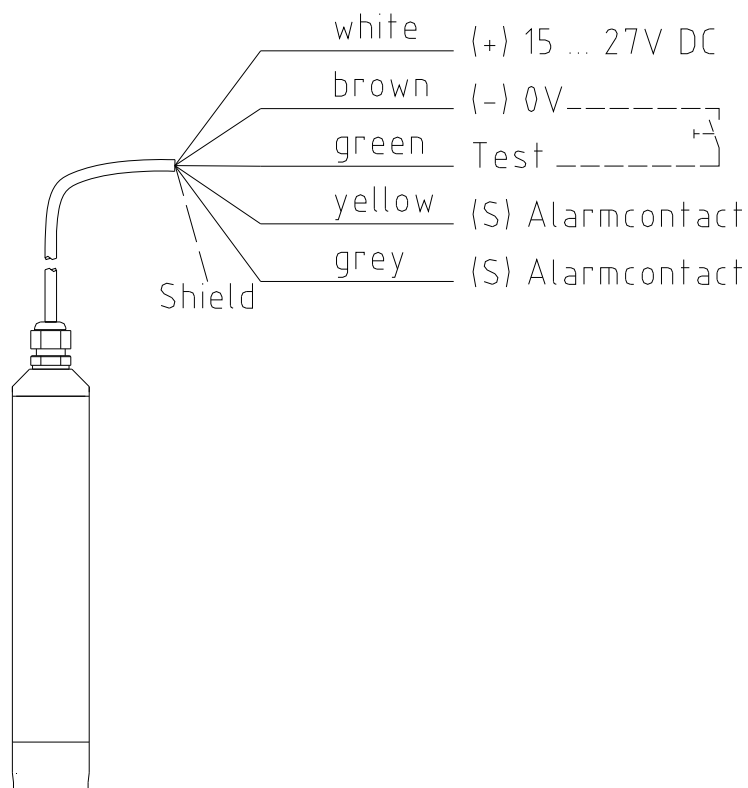 white (+) 15 ... 27V DC
brown (-) 0V
green Test
yellow (S) Alarmcontact
grey (S) Alarmcontact
Shield